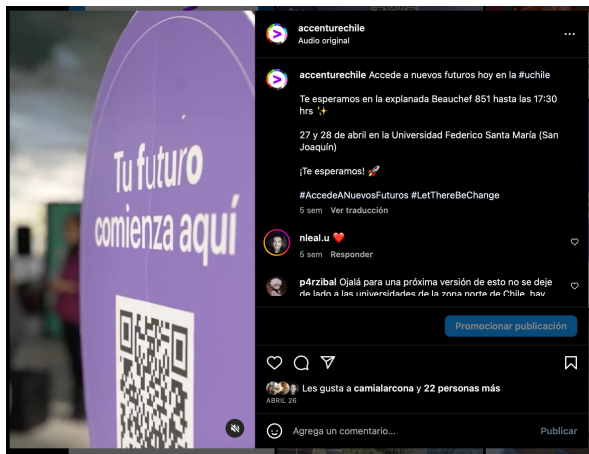 Tu futuro
comienza aquí
accenturechile
Audio original
accenturechile Accede a nuevos futuros hoy en la #uchile
Te esperamos en la explanada Beauchef 851 hasta las 17:30
hrs ✨
27 y 28 de abril en la Universidad Federico Santa María (San
Joaquín)
¡Te esperamos! 🚀
#AccedeANuevosFuturos #LetThereBeChange
5 sem Ver traducción
nleal.u ❤️
5 sem Responder
p4rzibal Ojalá para una próxima versión de esto no se deje
de lado a las universidades de la zona norte de Chile, hay
Promocionar publicación
Les gusta a camialarcona y 22 personas más
ABRIL 26
Agrega un comentario...
Publicar